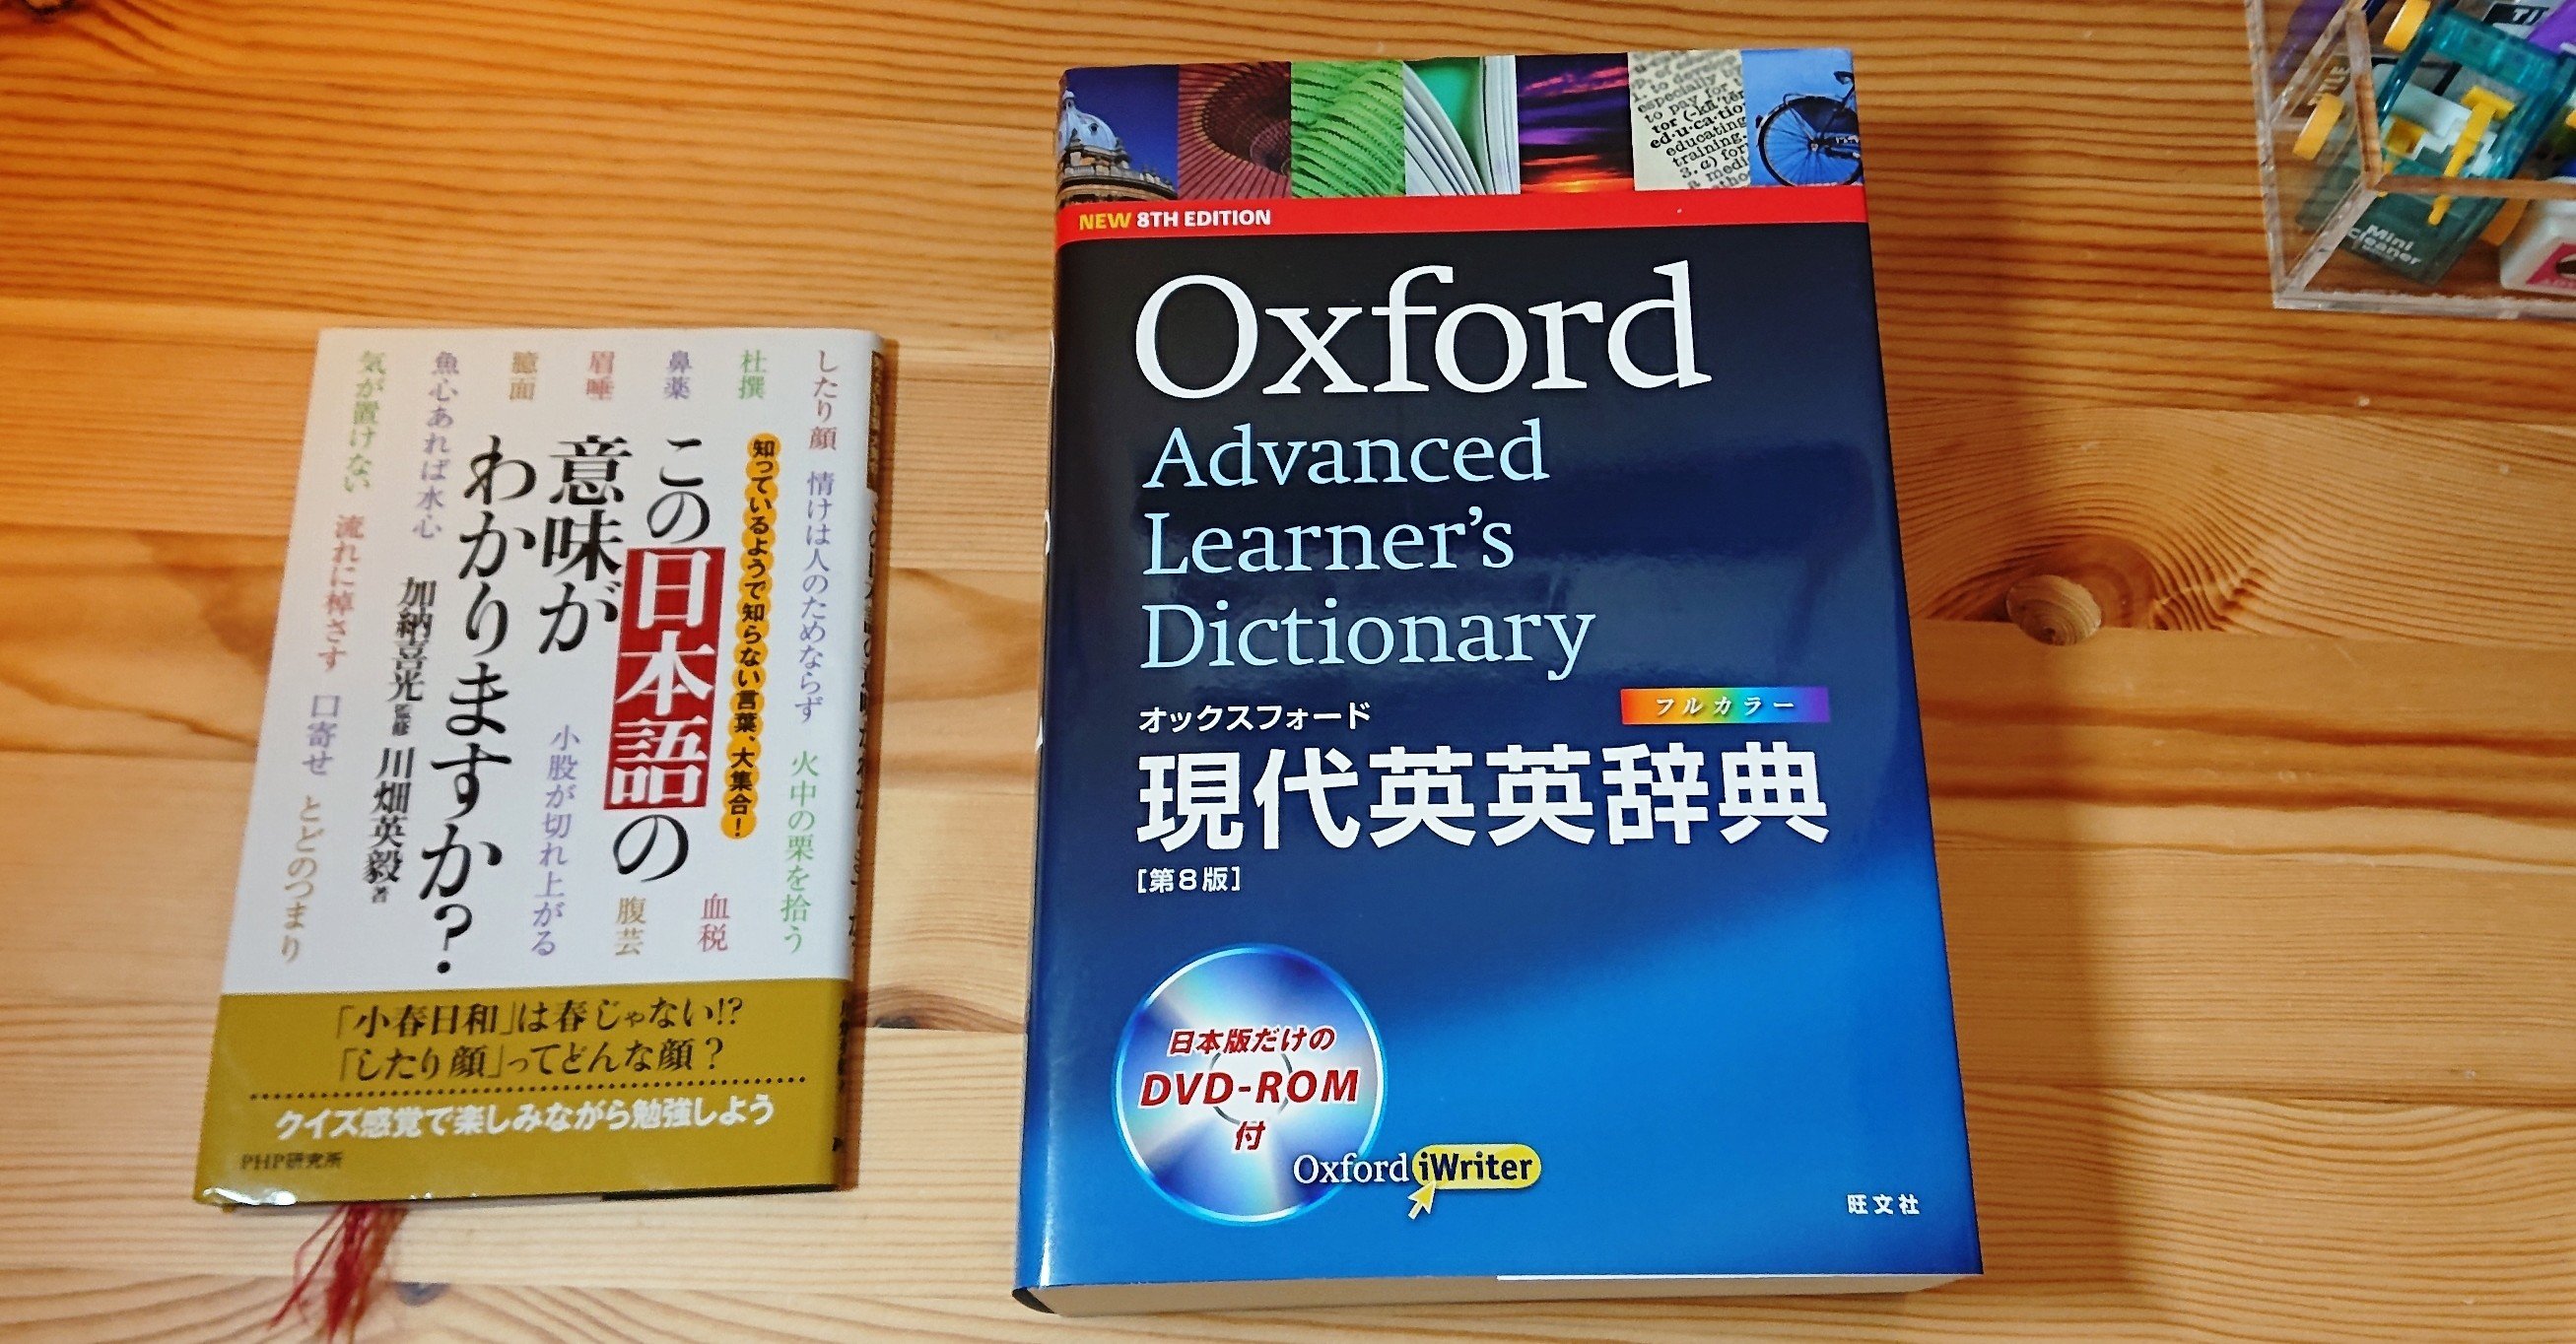 したり顔
情けは人のためならず
火中の栗を拾う
杜撰
鼻薬
眉唾
臆面
魚心あれば水心
気が置けない
流れに棹さす
口寄せ
とどのつまり
知っているようで知らない言葉、大集合!
この日本語の
意味が
わかりますか?
血税
腹芸
小股が切れ上がる
加納喜光 監修
川畑英毅 著
「小春日和」は春じゃない!?
「したり顔」ってどんな顔?
クイズ感覚で楽しみながら勉強しよう
PHP研究所
especially
to pay for
ed·u·ca·tio
educating
training.
NEW 8TH EDITION
Oxford
Advanced
Learner's
Dictionary
オックスフォード
フルカラー
現代英英辞典
[第8版]
日本版だけの
DVD-ROM
付
Oxford iWriter
旺文社
Mini
Cleaner